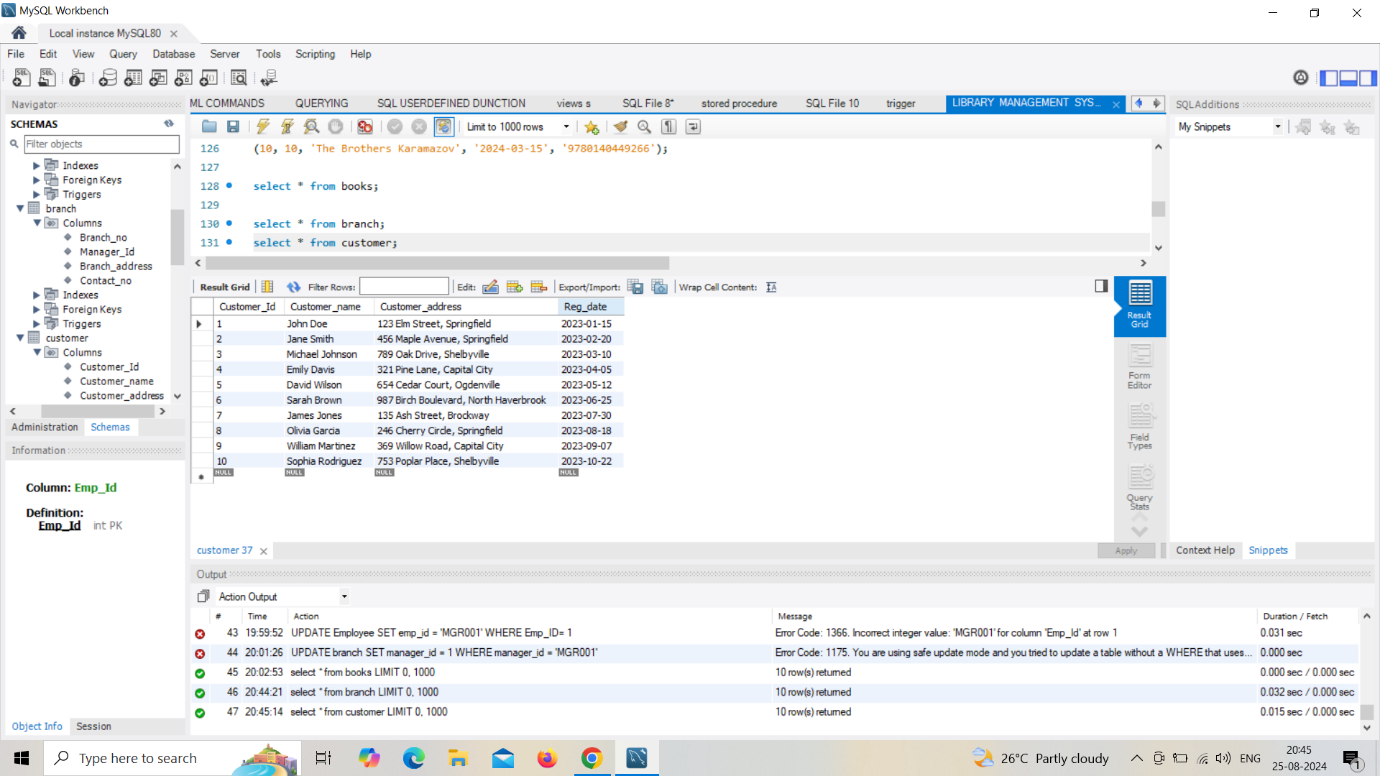 MySQL Workbench
Local instance MySQL80
File Edit View Query Database Server Tools Scripting Help
Navigator
SCHEMAS
Filter objects
Indexes
Foreign Keys
Triggers
branch
Columns
Branch_no
Manager_Id
Branch_address
Contact_no
Indexes
Foreign Keys
Triggers
customer
Columns
Customer_Id
Customer_name
Customer_address
Administration Schemas
Information
Column: Emp_Id
Definition:
Emp_Id int PK
Object Info Session
ML COMMANDS QUERYING SQL USERDEFINED DUNCTION views s SQL File 8* stored procedure SQL File 10 trigger LIBRARY MANAGEMENT SYS...
Limit to 1000 rows
126 (10, 10, 'The Brothers Karamazov', '2024-03-15', '9780140449266');
127
128 select * from books;
129
130 select * from branch;
131 select * from customer;
Result Grid Filter Rows: Edit: Export/Import: Wrap Cell Content:
Customer_Id Customer_name Customer_address Reg_date
1 John Doe 123 Elm Street, Springfield 2023-01-15
2 Jane Smith 456 Maple Avenue, Springfield 2023-02-20
3 Michael Johnson 789 Oak Drive, Shelbyville 2023-03-10
4 Emily Davis 321 Pine Lane, Capital City 2023-04-05
5 David Wilson 654 Cedar Court, Ogdenville 2023-05-12
6 Sarah Brown 987 Birch Boulevard, North Haverbrook 2023-06-25
7 James Jones 135 Ash Street, Brockway 2023-07-30
8 Olivia Garcia 246 Cherry Circle, Springfield 2023-08-18
9 William Martinez 369 Willow Road, Capital City 2023-09-07
10 Sophia Rodriguez 753 Poplar Place, Shelbyville 2023-10-22
NULL NULL NULL NULL
Result
Grid
Form
Editor
Field
Types
Query
Stats
customer 37
Apply
SQLAdditions
My Snippets
Context Help Snippets
Output
Action Output
# Time Action Message Duration / Fetch
43 19:59:52 UPDATE Employee SET emp_id = 'MGR001' WHERE Emp_ID= 1 Error Code: 1366. Incorrect integer value: 'MGR001' for column 'Emp_Id' at row 1 0.031 sec
44 20:01:26 UPDATE branch SET manager_id = 1 WHERE manager_id = 'MGR001' Error Code: 1175. You are using safe update mode and you tried to update a table without a WHERE that uses... 0.000 sec
45 20:02:53 select * from books LIMIT 0, 1000 10 row(s) returned 0.000 sec / 0.000 sec
46 20:44:21 select * from branch LIMIT 0, 1000 10 row(s) returned 0.032 sec / 0.000 sec
47 20:45:14 select * from customer LIMIT 0, 1000 10 row(s) returned 0.015 sec / 0.000 sec
Type here to search
26°C Partly cloudy
ENG
20:45
25-08-2024
1